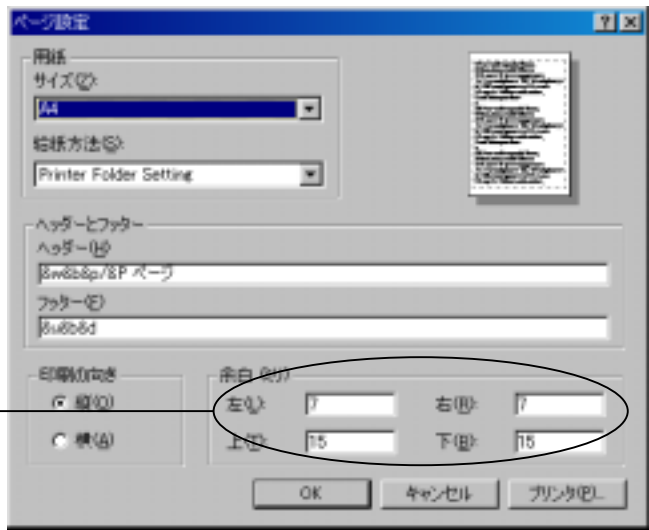 ページ設定
用紙
サイズ(Z):
A4
給紙方法(S):
Printer Folder Setting
ヘッダーとフッター
ヘッダー(H)
&w&b&p/&P ページ
フッター(F)
&u&b&d
印刷の向き
縦(O)
横(A)
余白 (ミリ)
左(L):
7
右(R):
7
上(T):
15
下(B):
15
OK
キャンセル
プリンタ(P)...